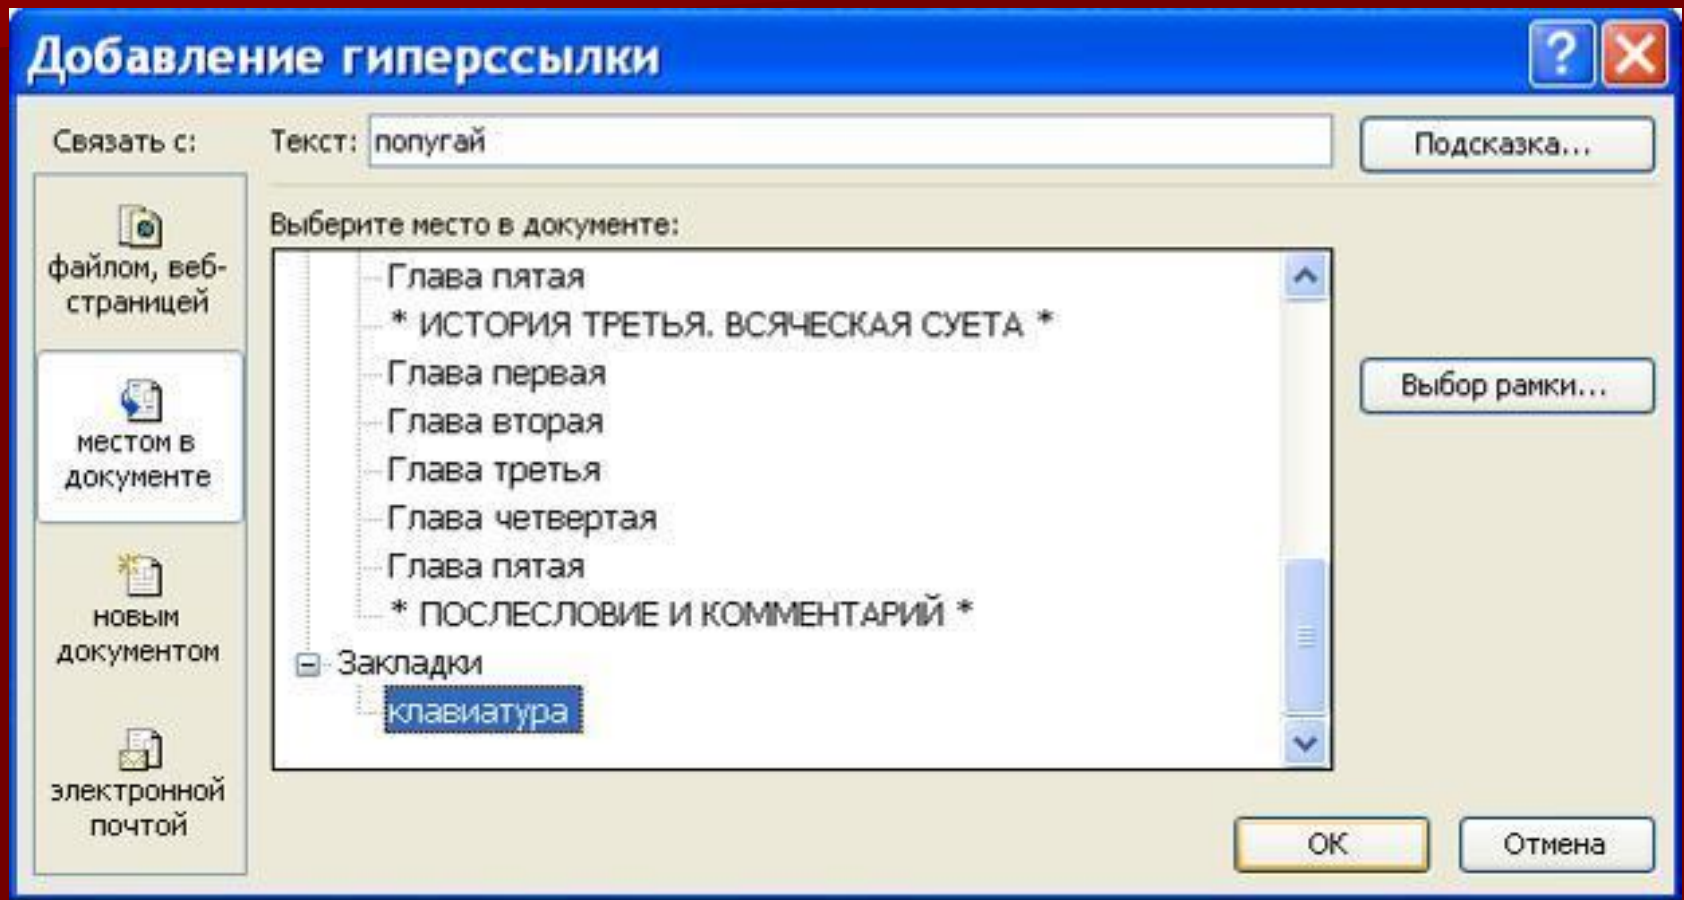 Добавление гиперссылки
Связать с:
Текст: попугай
Подсказка...
файлом, веб-
страницей
местом в
документе
новым
документом
электронной
почтой
Выберите место в документе:
Глава пятая
* ИСТОРИЯ ТРЕТЬЯ. ВСЯЧЕСКАЯ СУЕТА *
Глава первая
Глава вторая
Глава третья
Глава четвертая
Глава пятая
* ПОСЛЕСЛОВИЕ И КОММЕНТАРИЙ *
Закладки
клавиатура
Выбор рамки...
ОК
Отмена